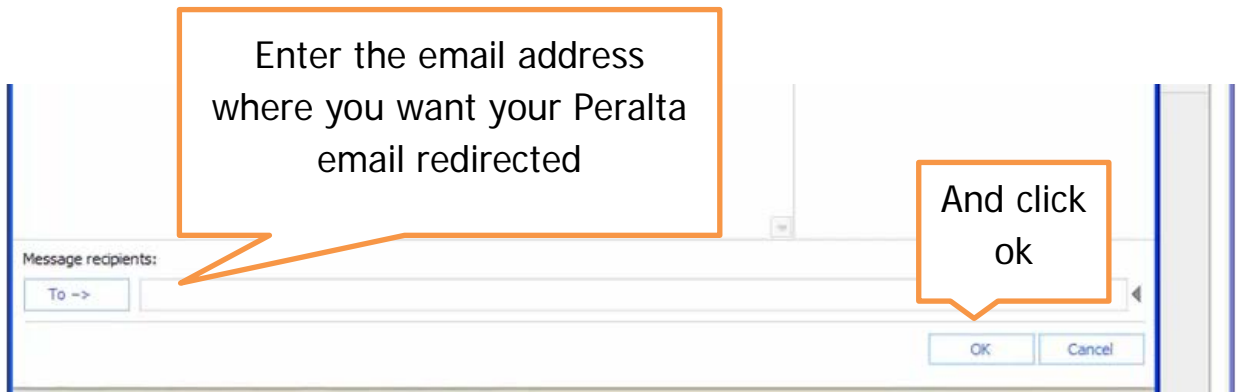 Enter the email address
where you want your Peralta
email redirected
And click
ok
Message recipients:
To ->
OK
Cancel